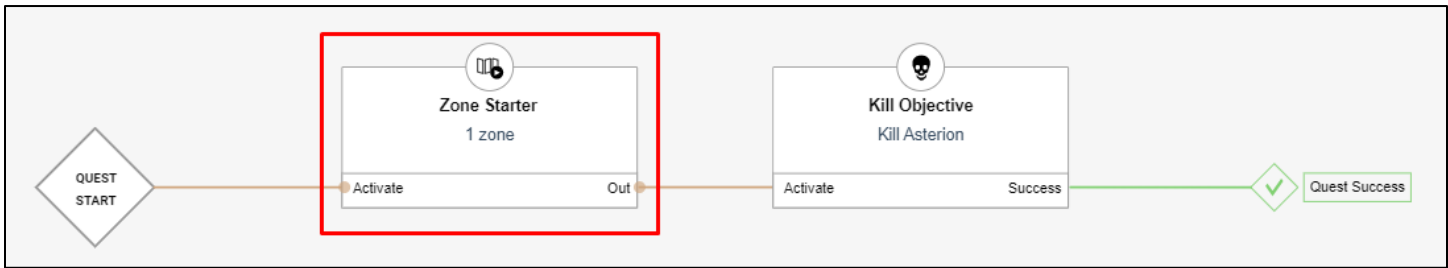 QUEST
START
Zone Starter
1 zone
Activate
Out
Kill Objective
Kill Asterion
Activate
Success
Quest Success